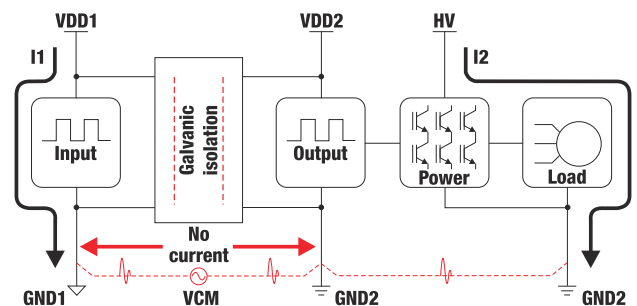 VDD1
VDD2
HV
I1
I2
Input
Galvanic
isolation
Output
Power
Load
No
current
GND1
VCM
GND2
GND2